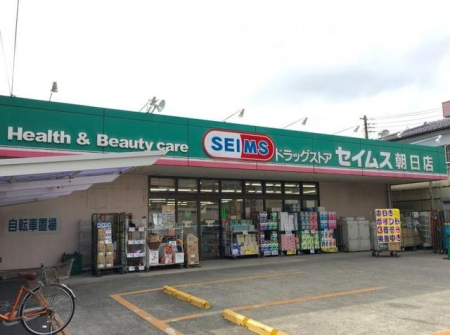 Health & Beauty care
SEIMS
ドラッグストア セイムス 朝日店
自転車置場